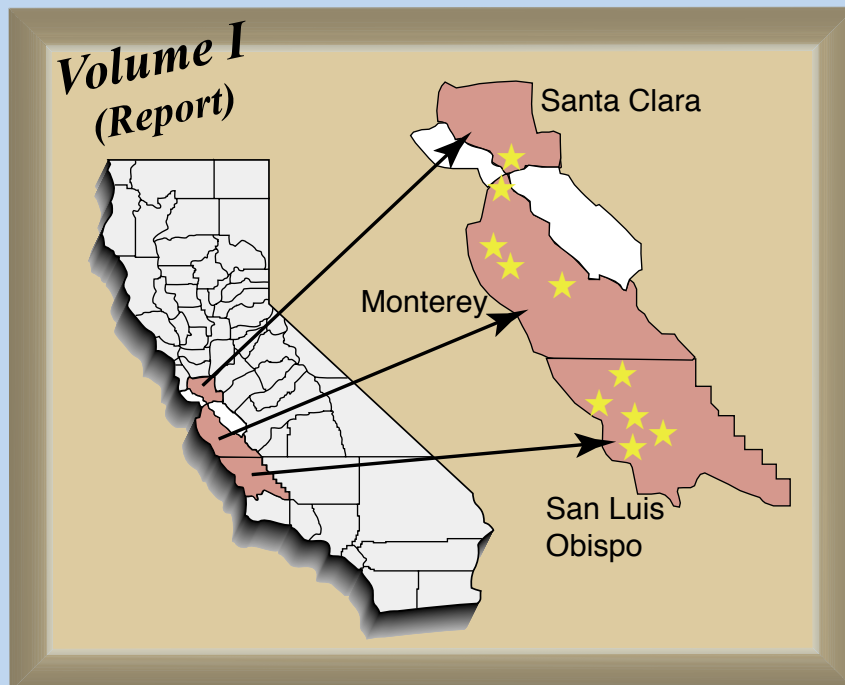 Volume I
(Report)
Santa Clara
Monterey
San Luis
Obispo